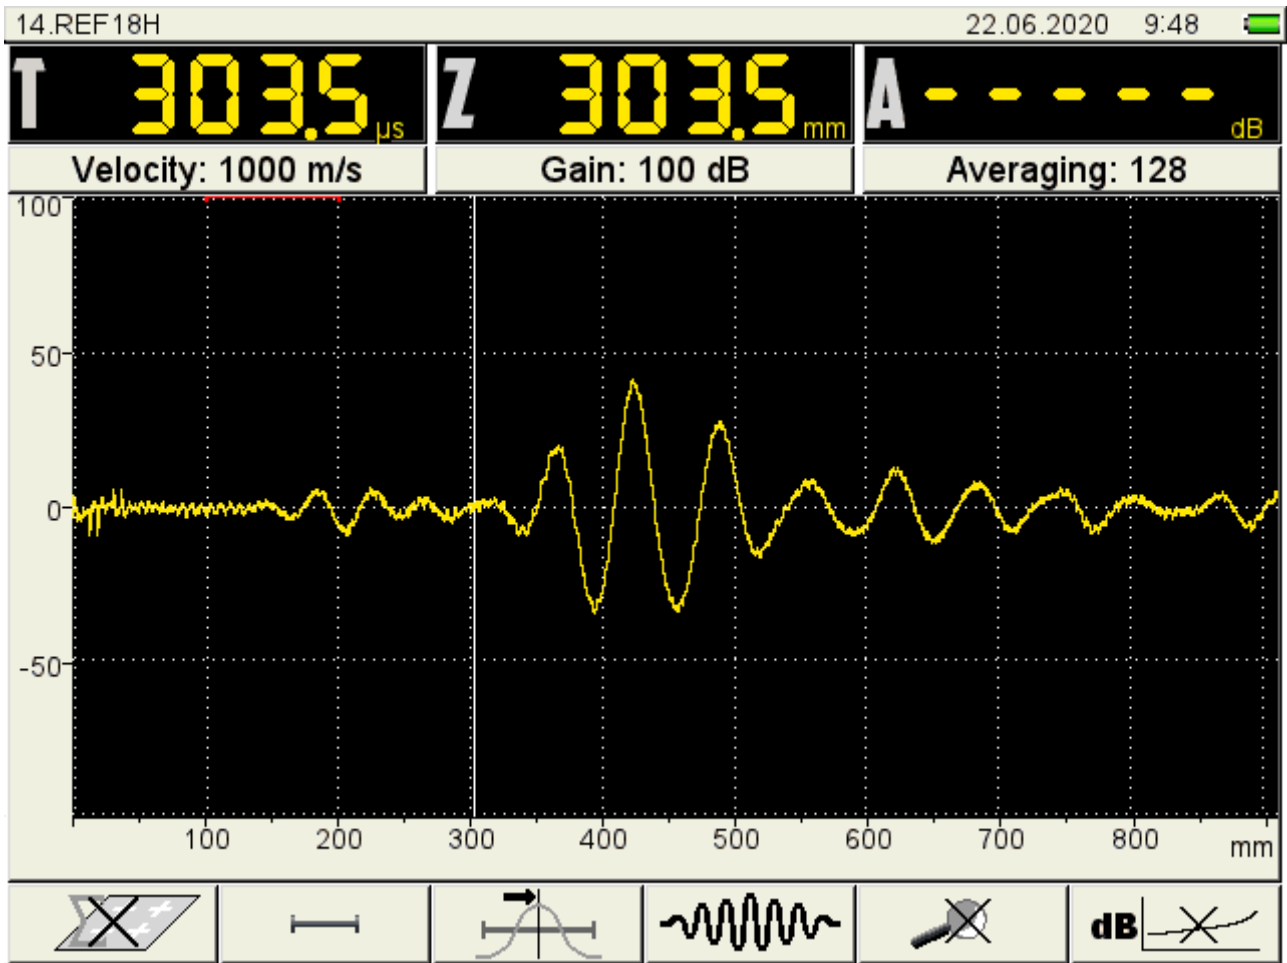 14.REF18H 22.06.2020 9:48
T 303.5 µs Z 303.5 mm A - - - - - dB
Velocity: 1000 m/s Gain: 100 dB Averaging: 128
100
50
0
-50
100 200 300 400 500 600 700 800 mm
dB